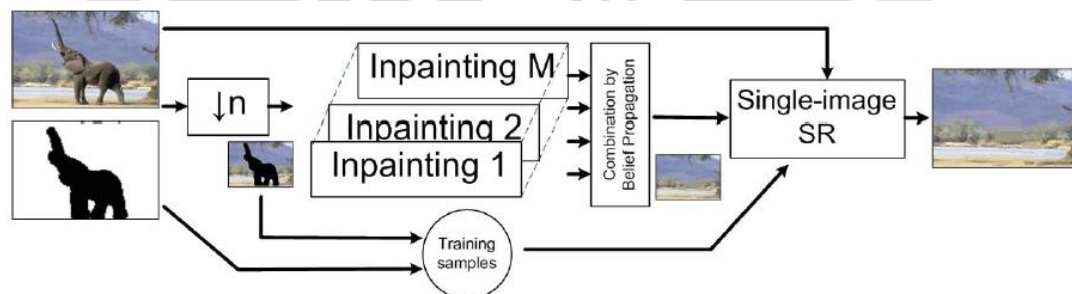 ↓n
Inpainting M
Inpainting 2
Inpainting 1
Combination by
Belief Propagation
Single-image
SR
Training
samples